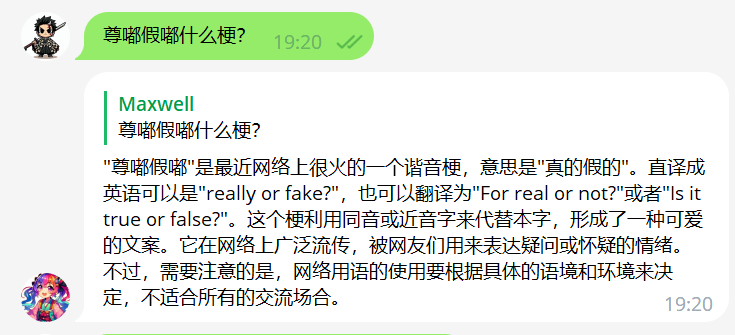 尊嘟假嘟什么梗？
19:20
Maxwell
尊嘟假嘟什么梗？
"尊嘟假嘟"是最近网络上很火的一个谐音梗，意思是"真的假的"。直译成
英语可以是"really or fake?"，也可以翻译为"For real or not?"或者"Is it
true or false?"。这个梗利用同音或近音字来代替本字，形成了一种可爱
的文案。它在网络上广泛流传，被网友们用来表达疑问或怀疑的情绪。
不过，需要注意的是，网络用语的使用要根据具体的语境和环境来决
定，不适合所有的交流场合。
19:20